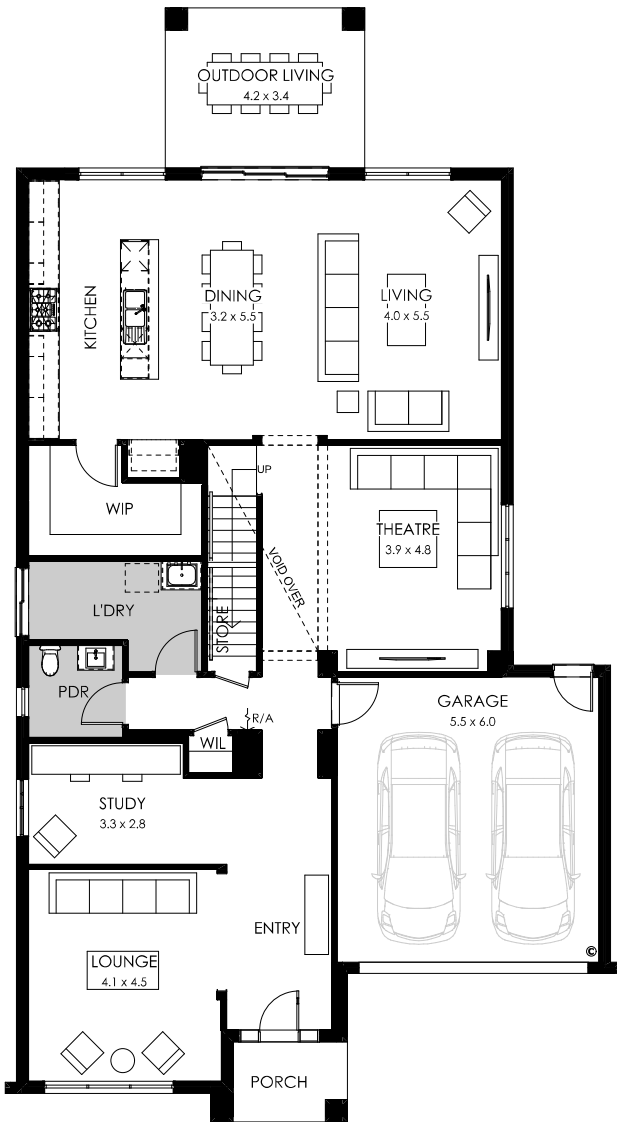 OUTDOOR LIVING
4.2 x 3.4
KITCHEN
DINING
3.2 x 5.5
LIVING
4.0 x 5.5
WIP
UP
THEATRE
3.9 x 4.8
VOID OVER
L'DRY
STORE
PDR
R/A
WIL
GARAGE
5.5 x 6.0
STUDY
3.3 x 2.8
ENTRY
LOUNGE
4.1 x 4.5
©
PORCH